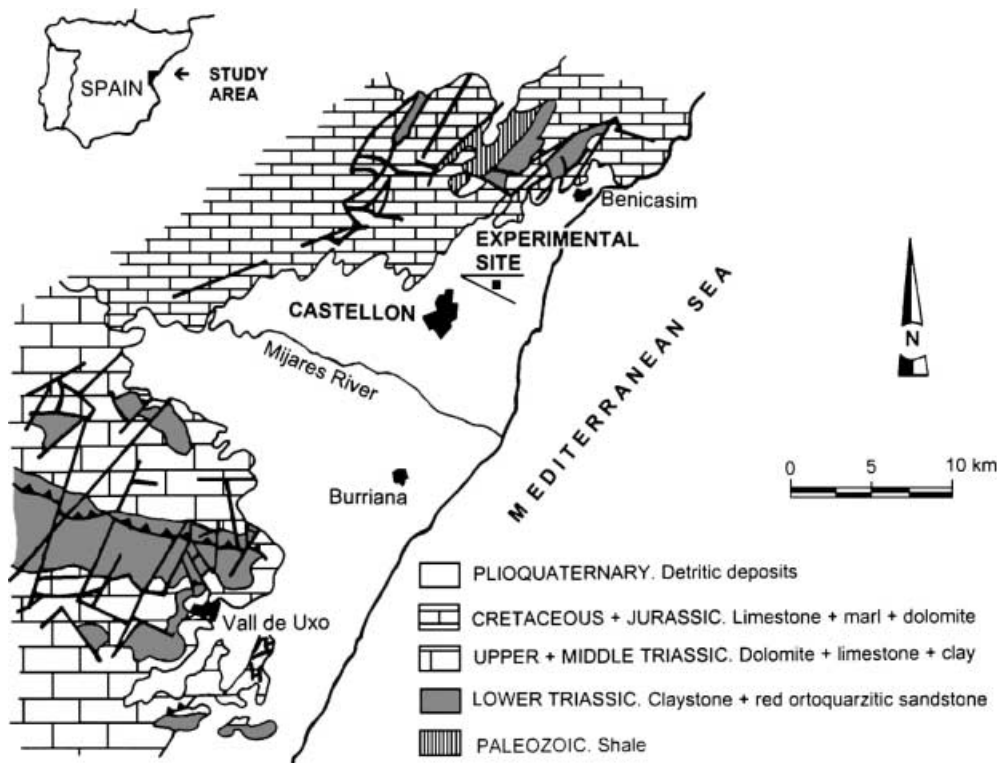 SPAIN
STUDY
AREA
Benicasim
EXPERIMENTAL
SITE
CASTELLON
Mijares River
MEDITERRANEAN SEA
N
Burriana
0 5 10 km
Vall de Uxo
PLIOQUATERNARY. Detritic deposits
CRETACEOUS + JURASSIC. Limestone + marl + dolomite
UPPER + MIDDLE TRIASSIC. Dolomite + limestone + clay
LOWER TRIASSIC. Claystone + red ortoquarzitic sandstone
PALEOZOIC. Shale